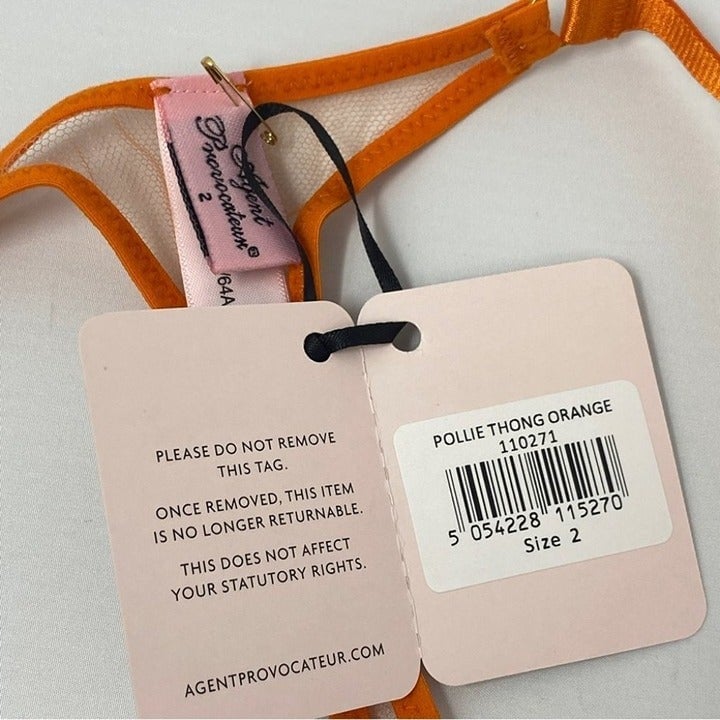 Agent
Provocateur®
2
/64A
PLEASE DO NOT REMOVE
THIS TAG.
ONCE REMOVED, THIS ITEM
IS NO LONGER RETURNABLE.
THIS DOES NOT AFFECT
YOUR STATUTORY RIGHTS.
AGENTPROVOCATEUR.COM
POLLIE THONG ORANGE
110271
5 054228 115270
Size 2